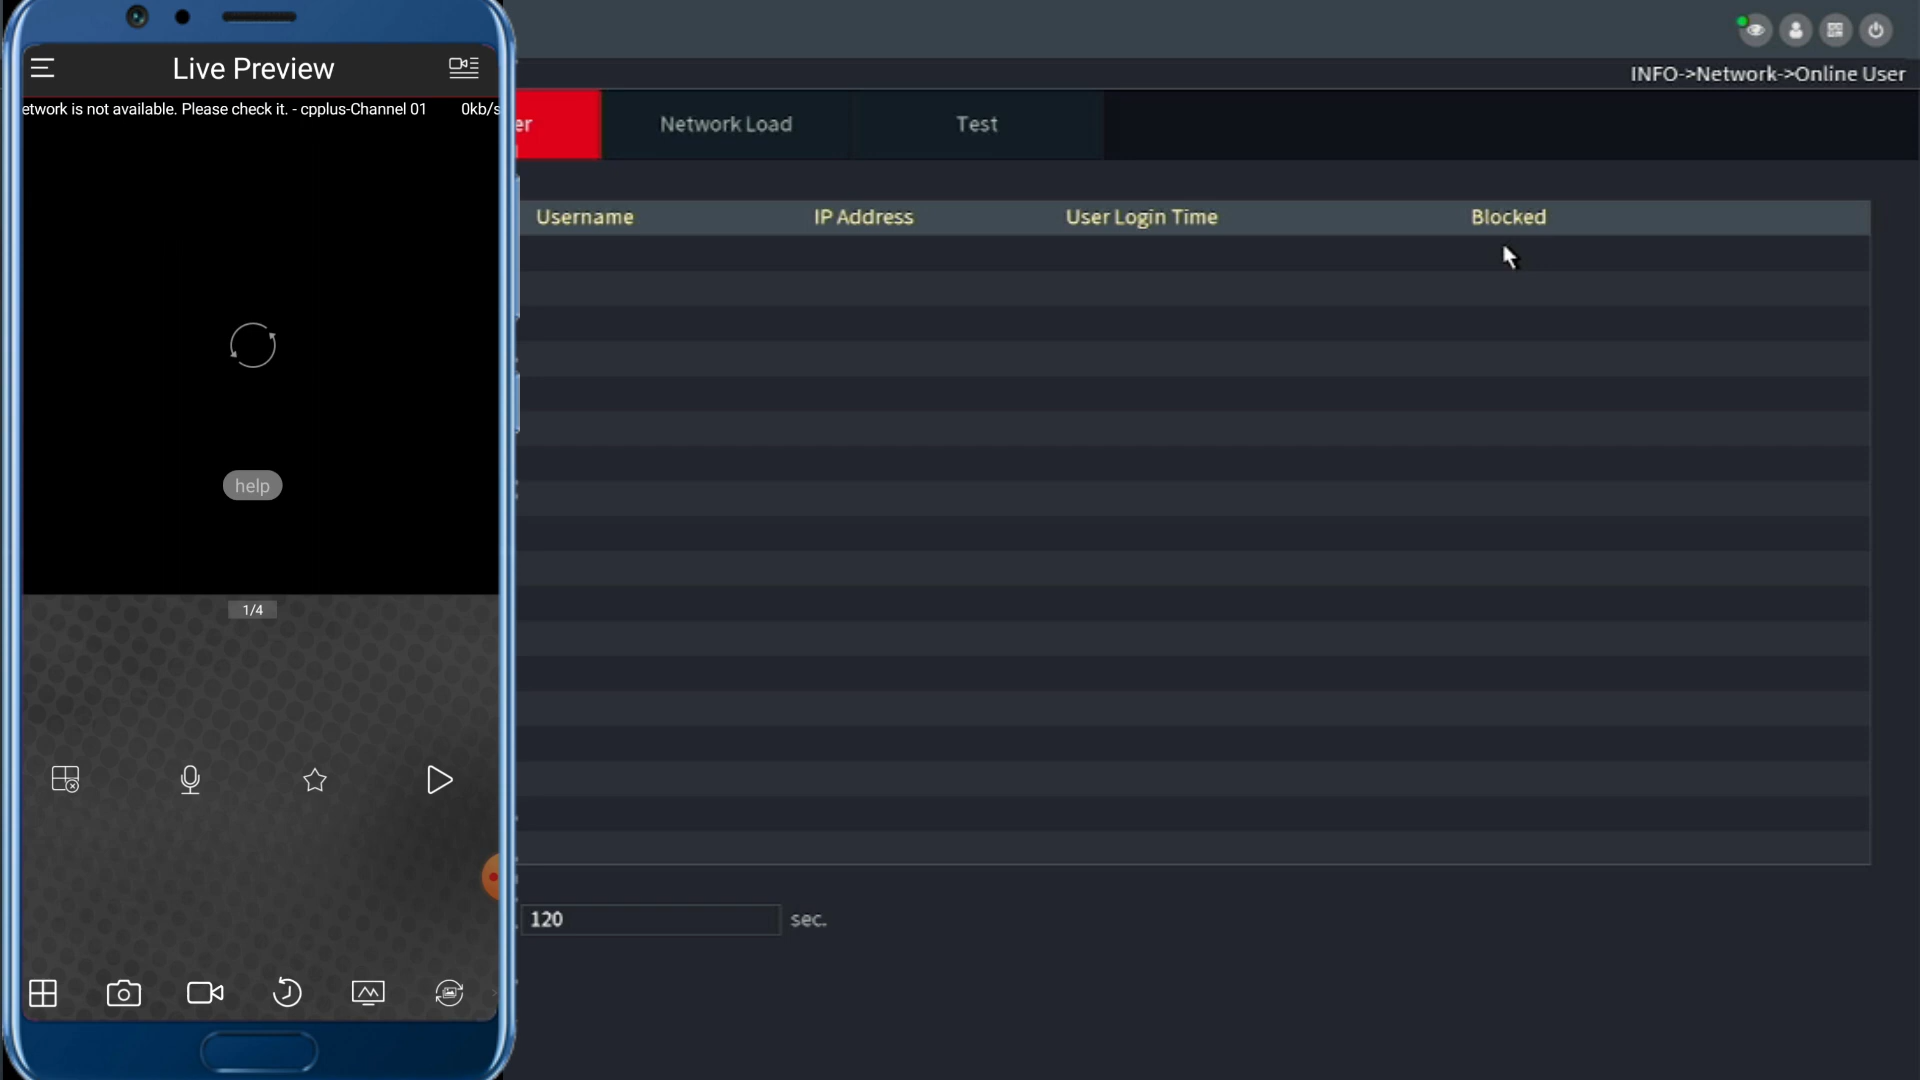 Live Preview
etwork is not available. Please check it. - cpplus-Channel 01 0kb/s
help
1/4
INFO->Network->Online User
er Network Load Test
Username IP Address User Login Time Blocked
120 sec.